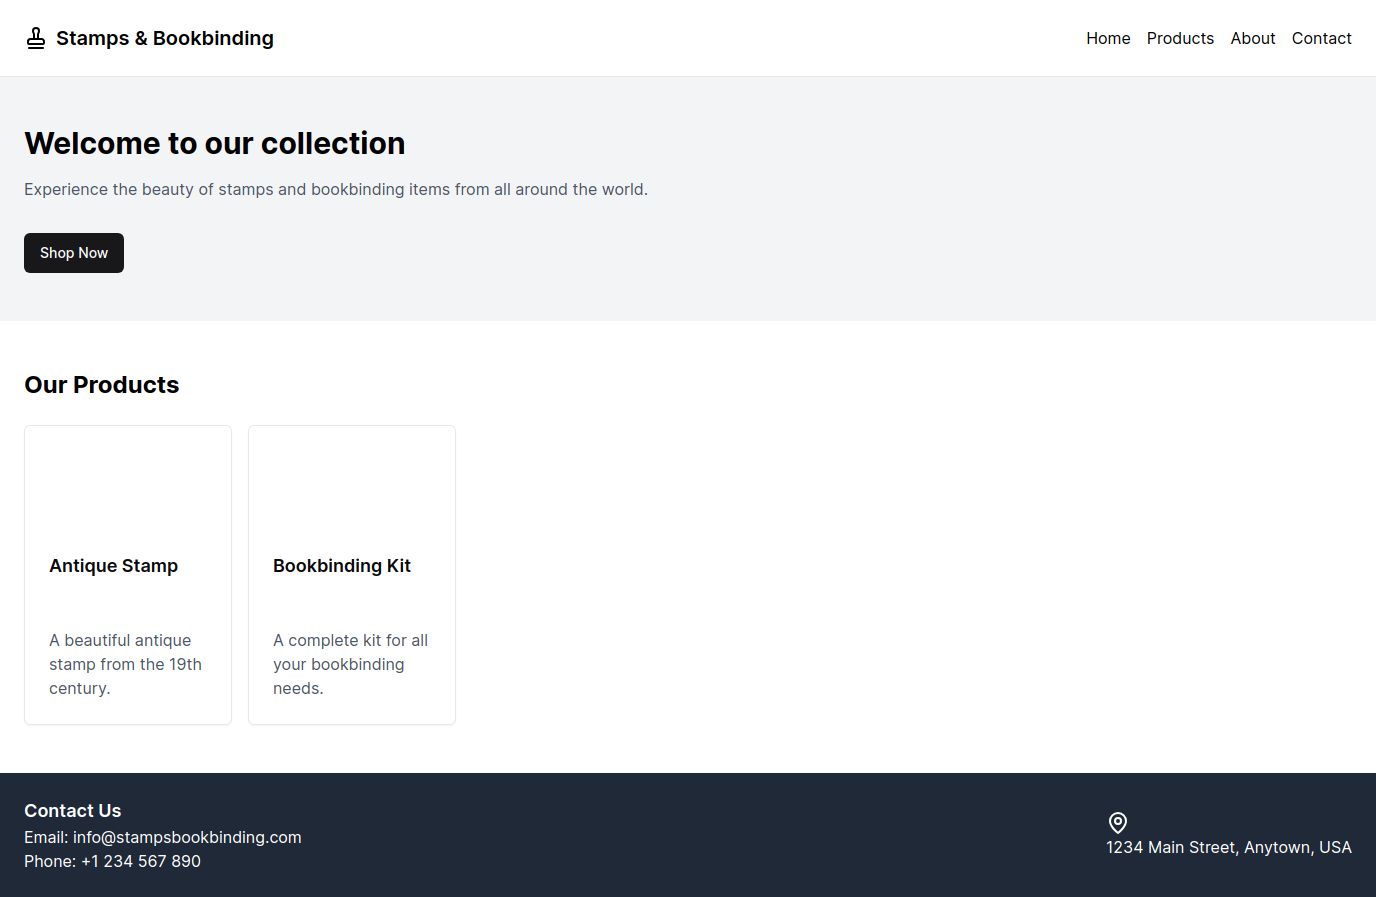 Stamps & Bookbinding
Home Products About Contact
Welcome to our collection
Experience the beauty of stamps and bookbinding items from all around the world.
Shop Now
Our Products
Antique Stamp
A beautiful antique
stamp from the 19th
century.
Bookbinding Kit
A complete kit for all
your bookbinding
needs.
Contact Us
Email: info@stampsbookbinding.com
Phone: +1 234 567 890
1234 Main Street, Anytown, USA